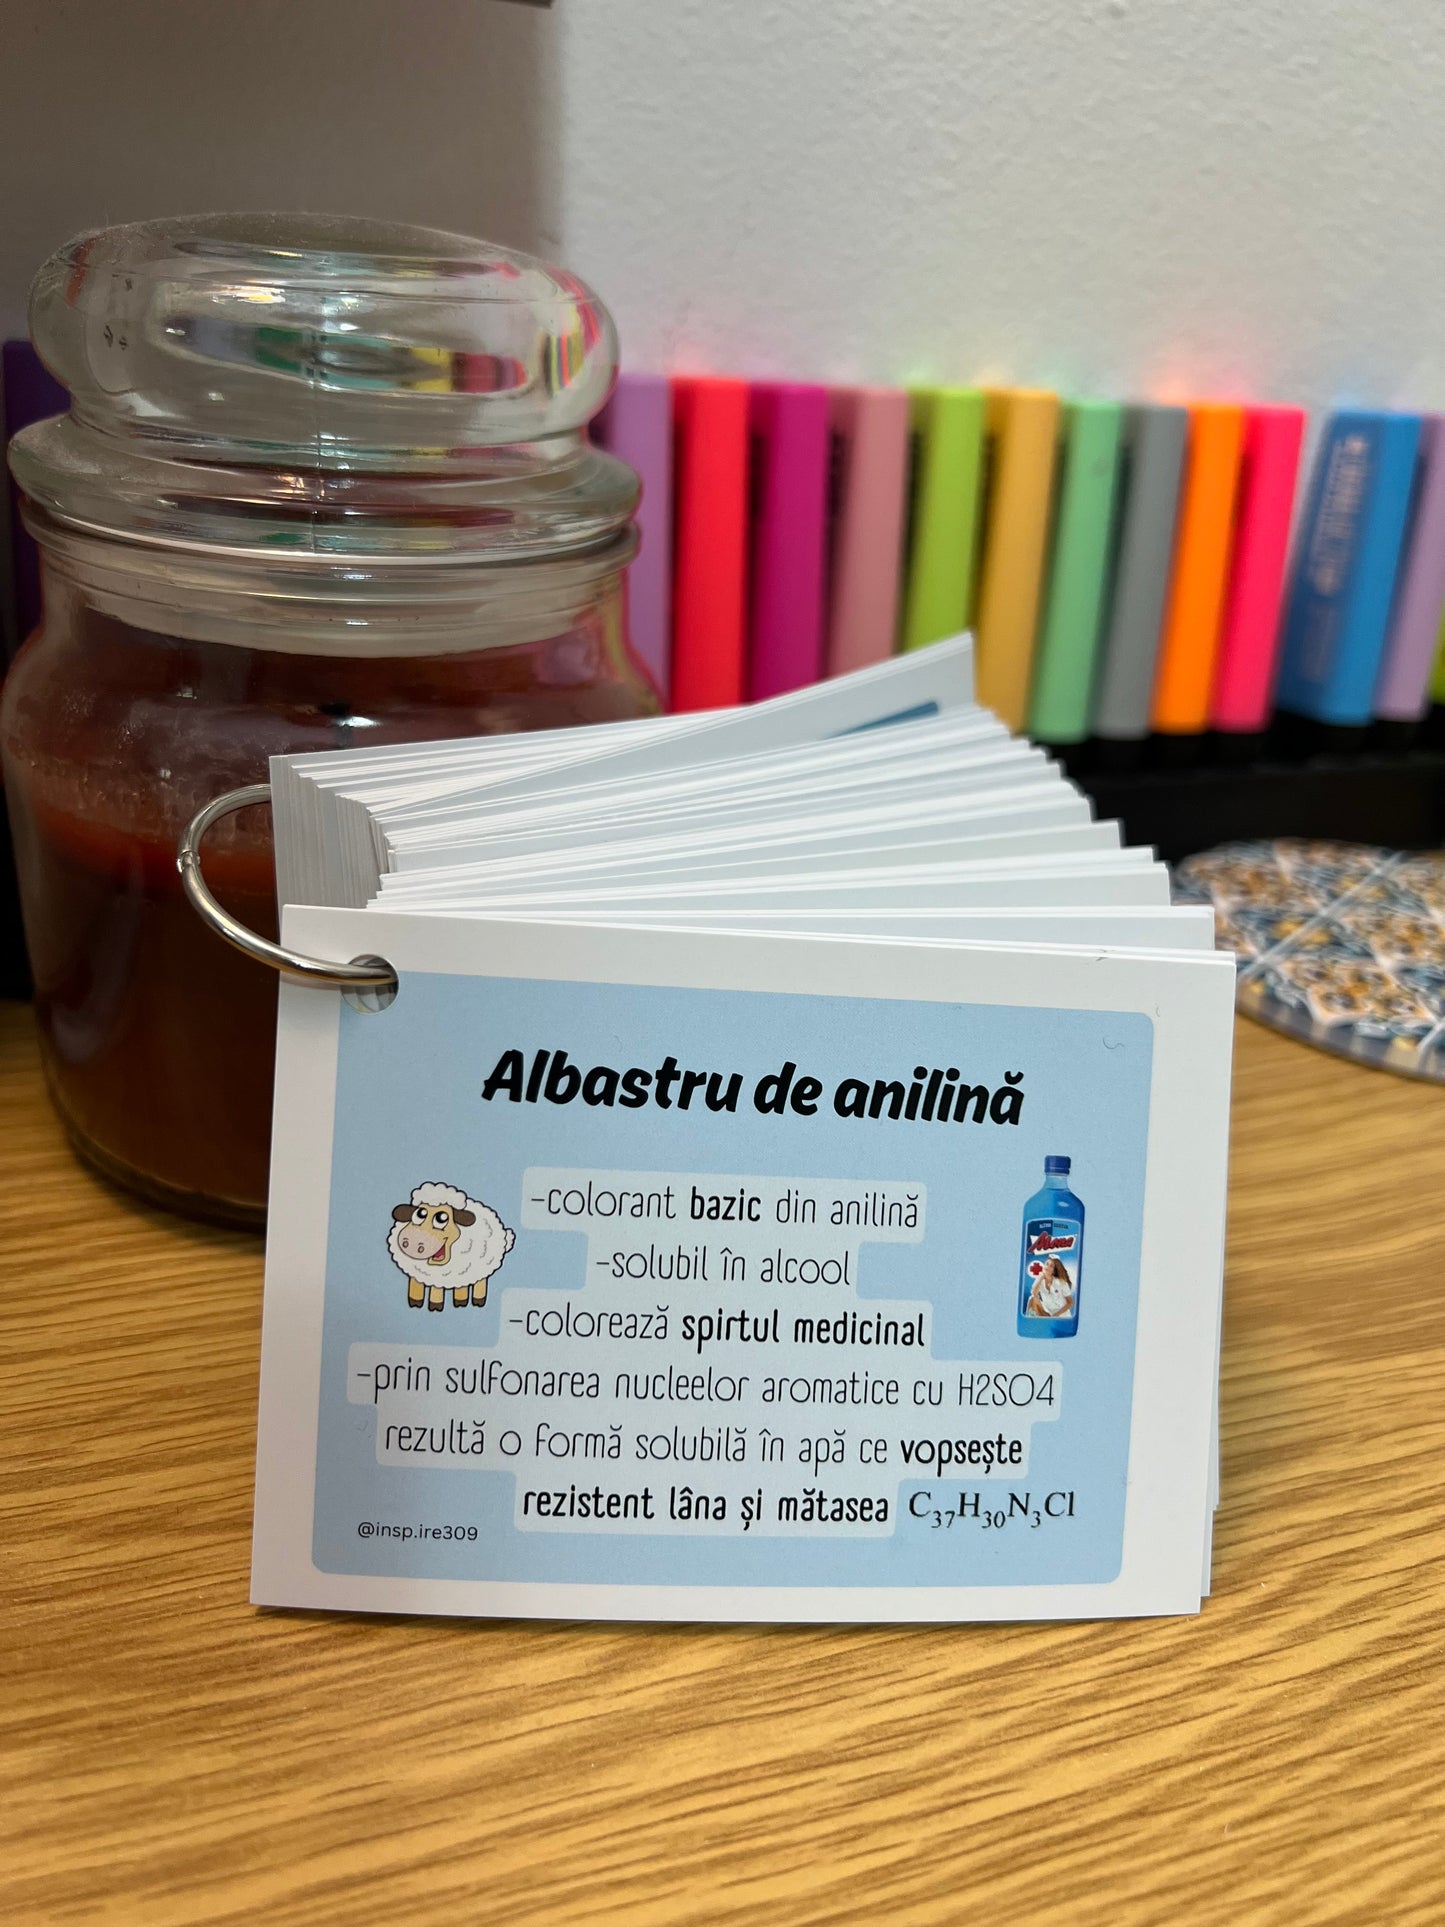 Albastru de anilină
-colorant bazic din anilină
-solubil în alcool
-colorează spirtul medicinal
-prin sulfonarea nucleelor aromatice cu H2SO4
rezultă o formă solubilă în apă ce vopsește
rezistent lâna și mătasea C₃₇H₃₀N₃Cl
@insp.ire309
Mona